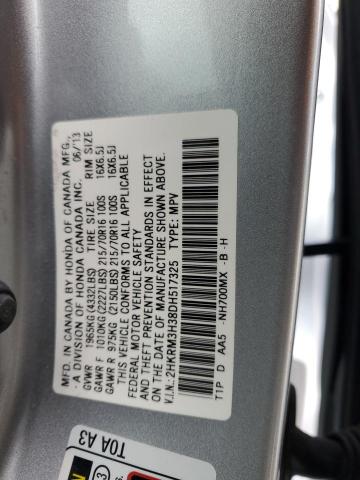 MFD. IN CANADA BY HONDA OF CANADA MFG.,
- A DIVISION OF HONDA CANADA INC. 06/13
GVWR 1965KG (4332LBS) TIRE SIZE RIM SIZE
GAWR F 1010KG (2227LBS) 215/70R16 100S 16X6.5J
GAWR R 975KG (2150LBS) 215/70R16 100S 16X6.5J
THIS VEHICLE CONFORMS TO ALL APPLICABLE
FEDERAL MOTOR VEHICLE SAFETY
AND THEFT PREVENTION STANDARDS IN EFFECT
ON THE DATE OF MANUFACTURE SHOWN ABOVE.
V.I.N.: 2HKRM3H38DH517325 TYPE: MPV
T1P D AA5 -NH700MX -B -H
T0A A3